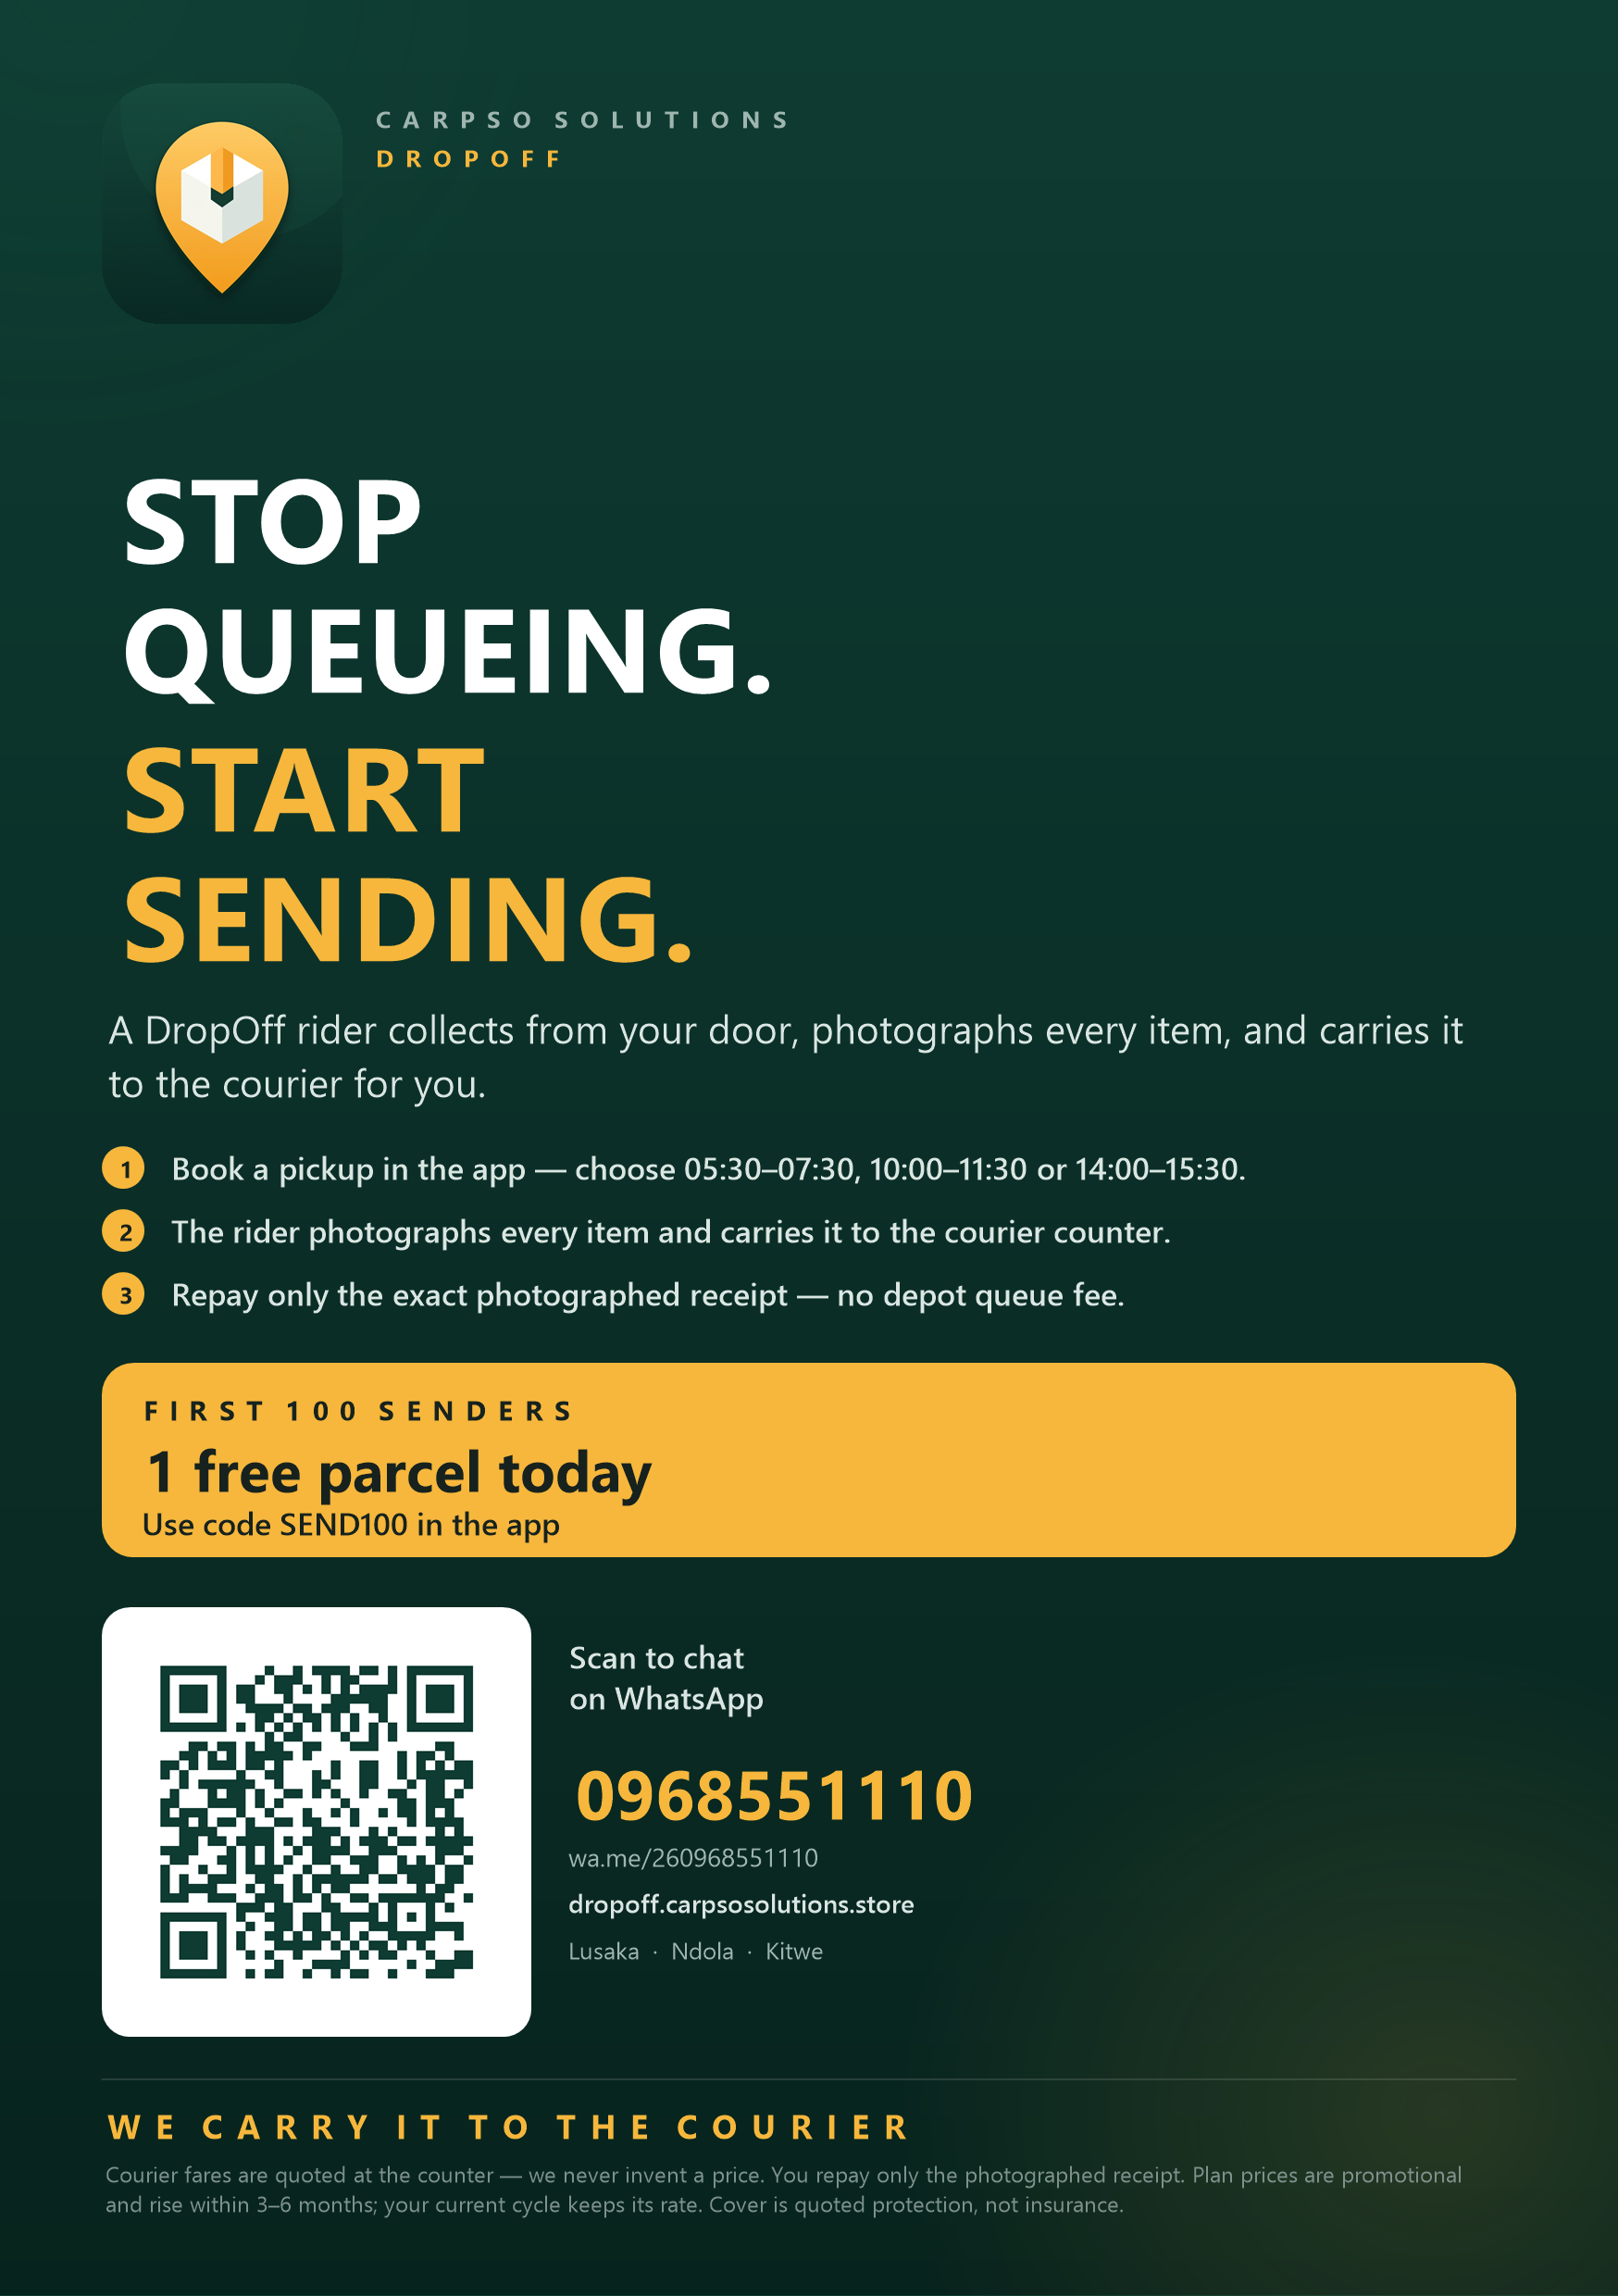 CARPSO SOLUTIONS
DROPOFF
STOP
QUEUEING.
START
SENDING.
A DropOff rider collects from your door, photographs every item, and carries it
to the courier for you.
1 Book a pickup in the app — choose 05:30–07:30, 10:00–11:30 or 14:00–15:30.
2 The rider photographs every item and carries it to the courier counter.
3 Repay only the exact photographed receipt — no depot queue fee.
FIRST 100 SENDERS
1 free parcel today
Use code SEND100 in the app
Scan to chat
on WhatsApp
0968551110
wa.me/260968551110
dropoff.carpsosolutions.store
Lusaka · Ndola · Kitwe
WE CARRY IT TO THE COURIER
Courier fares are quoted at the counter — we never invent a price. You repay only the photographed receipt. Plan prices are promotional
and rise within 3–6 months; your current cycle keeps its rate. Cover is quoted protection, not insurance.